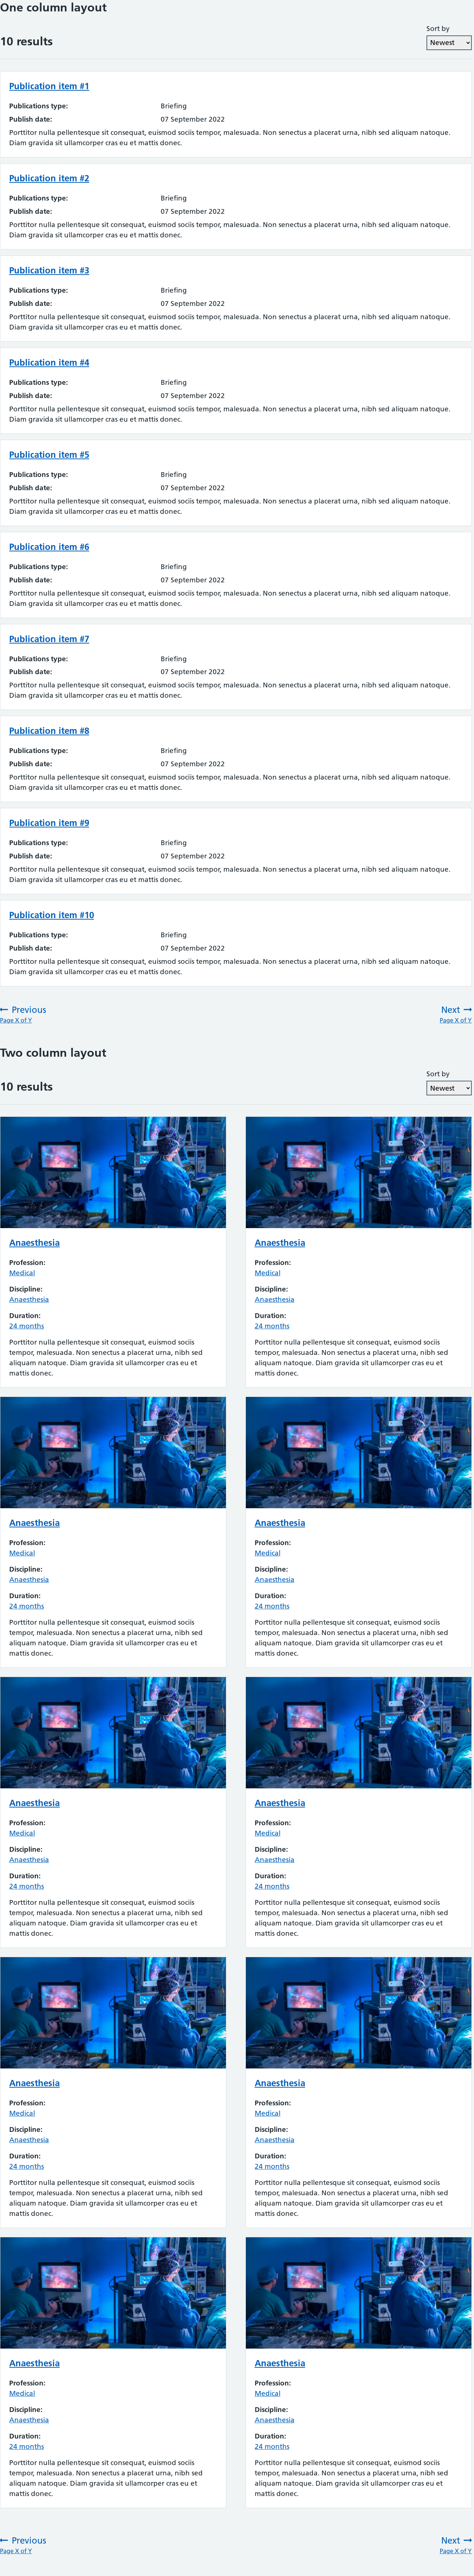 One column layout
Sort by
10 results
Newest
Publication item #1
Publications type: Briefing
Publish date: 07 September 2022
Porttitor nulla pellentesque sit consequat, euismod sociis tempor, malesuada. Non senectus a placerat urna, nibh sed aliquam natoque.
Diam gravida sit ullamcorper cras eu et mattis donec.
Publication item #2
Publications type: Briefing
Publish date: 07 September 2022
Porttitor nulla pellentesque sit consequat, euismod sociis tempor, malesuada. Non senectus a placerat urna, nibh sed aliquam natoque.
Diam gravida sit ullamcorper cras eu et mattis donec.
Publication item #3
Publications type: Briefing
Publish date: 07 September 2022
Porttitor nulla pellentesque sit consequat, euismod sociis tempor, malesuada. Non senectus a placerat urna, nibh sed aliquam natoque.
Diam gravida sit ullamcorper cras eu et mattis donec.
Publication item #4
Publications type: Briefing
Publish date: 07 September 2022
Porttitor nulla pellentesque sit consequat, euismod sociis tempor, malesuada. Non senectus a placerat urna, nibh sed aliquam natoque.
Diam gravida sit ullamcorper cras eu et mattis donec.
Publication item #5
Publications type: Briefing
Publish date: 07 September 2022
Porttitor nulla pellentesque sit consequat, euismod sociis tempor, malesuada. Non senectus a placerat urna, nibh sed aliquam natoque.
Diam gravida sit ullamcorper cras eu et mattis donec.
Publication item #6
Publications type: Briefing
Publish date: 07 September 2022
Porttitor nulla pellentesque sit consequat, euismod sociis tempor, malesuada. Non senectus a placerat urna, nibh sed aliquam natoque.
Diam gravida sit ullamcorper cras eu et mattis donec.
Publication item #7
Publications type: Briefing
Publish date: 07 September 2022
Porttitor nulla pellentesque sit consequat, euismod sociis tempor, malesuada. Non senectus a placerat urna, nibh sed aliquam natoque.
Diam gravida sit ullamcorper cras eu et mattis donec.
Publication item #8
Publications type: Briefing
Publish date: 07 September 2022
Porttitor nulla pellentesque sit consequat, euismod sociis tempor, malesuada. Non senectus a placerat urna, nibh sed aliquam natoque.
Diam gravida sit ullamcorper cras eu et mattis donec.
Publication item #9
Publications type: Briefing
Publish date: 07 September 2022
Porttitor nulla pellentesque sit consequat, euismod sociis tempor, malesuada. Non senectus a placerat urna, nibh sed aliquam natoque.
Diam gravida sit ullamcorper cras eu et mattis donec.
Publication item #10
Publications type: Briefing
Publish date: 07 September 2022
Porttitor nulla pellentesque sit consequat, euismod sociis tempor, malesuada. Non senectus a placerat urna, nibh sed aliquam natoque.
Diam gravida sit ullamcorper cras eu et mattis donec.
Previous
Page X of Y
Next
Page X of Y
Two column layout
Sort by
10 results
Newest
Anaesthesia
Profession:
Medical
Discipline:
Anaesthesia
Duration:
24 months
Porttitor nulla pellentesque sit consequat, euismod sociis
tempor, malesuada. Non senectus a placerat urna, nibh sed
aliquam natoque. Diam gravida sit ullamcorper cras eu et
mattis donec.
Anaesthesia
Profession:
Medical
Discipline:
Anaesthesia
Duration:
24 months
Porttitor nulla pellentesque sit consequat, euismod sociis
tempor, malesuada. Non senectus a placerat urna, nibh sed
aliquam natoque. Diam gravida sit ullamcorper cras eu et
mattis donec.
Anaesthesia
Profession:
Medical
Discipline:
Anaesthesia
Duration:
24 months
Porttitor nulla pellentesque sit consequat, euismod sociis
tempor, malesuada. Non senectus a placerat urna, nibh sed
aliquam natoque. Diam gravida sit ullamcorper cras eu et
mattis donec.
Anaesthesia
Profession:
Medical
Discipline:
Anaesthesia
Duration:
24 months
Porttitor nulla pellentesque sit consequat, euismod sociis
tempor, malesuada. Non senectus a placerat urna, nibh sed
aliquam natoque. Diam gravida sit ullamcorper cras eu et
mattis donec.
Anaesthesia
Profession:
Medical
Discipline:
Anaesthesia
Duration:
24 months
Porttitor nulla pellentesque sit consequat, euismod sociis
tempor, malesuada. Non senectus a placerat urna, nibh sed
aliquam natoque. Diam gravida sit ullamcorper cras eu et
mattis donec.
Anaesthesia
Profession:
Medical
Discipline:
Anaesthesia
Duration:
24 months
Porttitor nulla pellentesque sit consequat, euismod sociis
tempor, malesuada. Non senectus a placerat urna, nibh sed
aliquam natoque. Diam gravida sit ullamcorper cras eu et
mattis donec.
Anaesthesia
Profession:
Medical
Discipline:
Anaesthesia
Duration:
24 months
Porttitor nulla pellentesque sit consequat, euismod sociis
tempor, malesuada. Non senectus a placerat urna, nibh sed
aliquam natoque. Diam gravida sit ullamcorper cras eu et
mattis donec.
Anaesthesia
Profession:
Medical
Discipline:
Anaesthesia
Duration:
24 months
Porttitor nulla pellentesque sit consequat, euismod sociis
tempor, malesuada. Non senectus a placerat urna, nibh sed
aliquam natoque. Diam gravida sit ullamcorper cras eu et
mattis donec.
Anaesthesia
Profession:
Medical
Discipline:
Anaesthesia
Duration:
24 months
Porttitor nulla pellentesque sit consequat, euismod sociis
tempor, malesuada. Non senectus a placerat urna, nibh sed
aliquam natoque. Diam gravida sit ullamcorper cras eu et
mattis donec.
Anaesthesia
Profession:
Medical
Discipline:
Anaesthesia
Duration:
24 months
Porttitor nulla pellentesque sit consequat, euismod sociis
tempor, malesuada. Non senectus a placerat urna, nibh sed
aliquam natoque. Diam gravida sit ullamcorper cras eu et
mattis donec.
Previous
Page X of Y
Next
Page X of Y